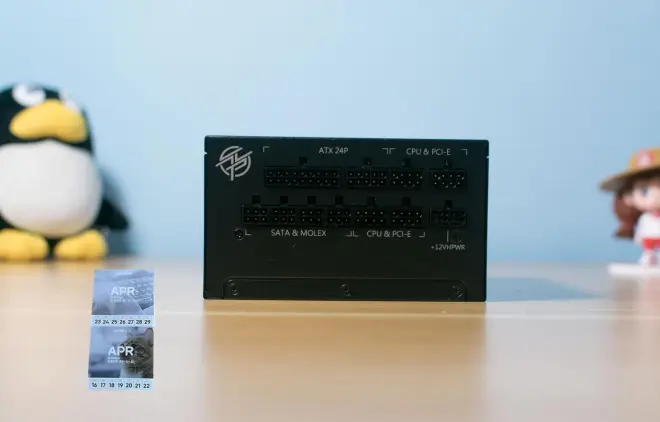 ATX 24P
CPU & PCI-E
SATA & MOLEX
CPU & PCI-E
+12VHPWR
APR
23 24 25 26 27 28 29
APR
16 17 18 19 20 21 22